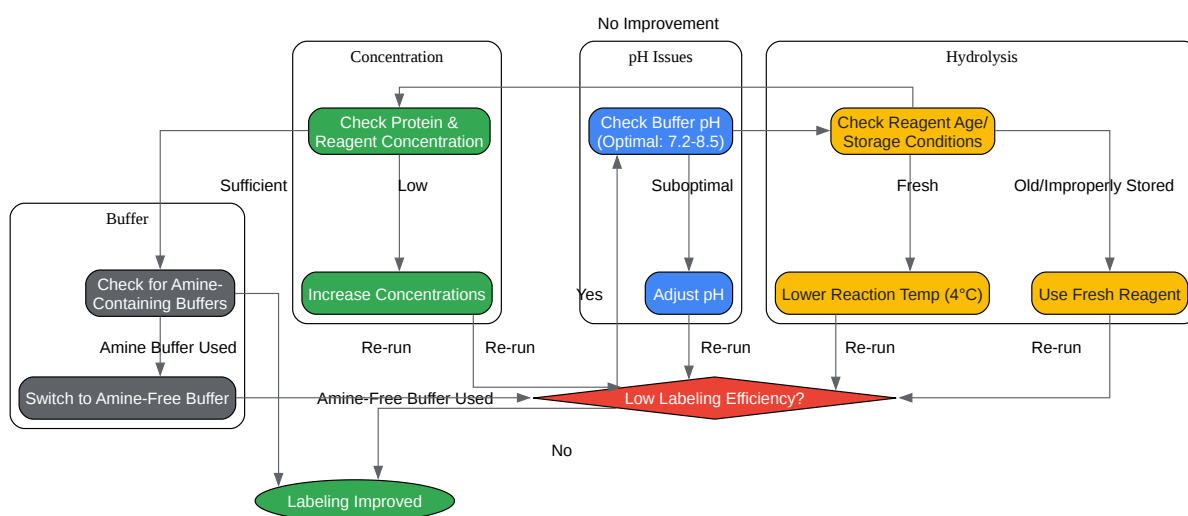 No Improvement
Concentration
pH Issues
Hydrolysis
Check Protein &
Reagent Concentration
Check Buffer pH
(Optimal: 7.2-8.5)
Check Reagent Age/
Storage Conditions
Sufficient
Low
Suboptimal
Fresh
Old/Improperly Stored
Buffer
Check for Amine-
Containing Buffers
Increase Concentrations
Yes
Adjust pH
Lower Reaction Temp (4°C)
Use Fresh Reagent
Amine Buffer Used
Re-run
Re-run
Re-run
Re-run
Re-run
Switch to Amine-Free Buffer
Amine-Free Buffer Used
Low Labeling Efficiency?
No
Labeling Improved